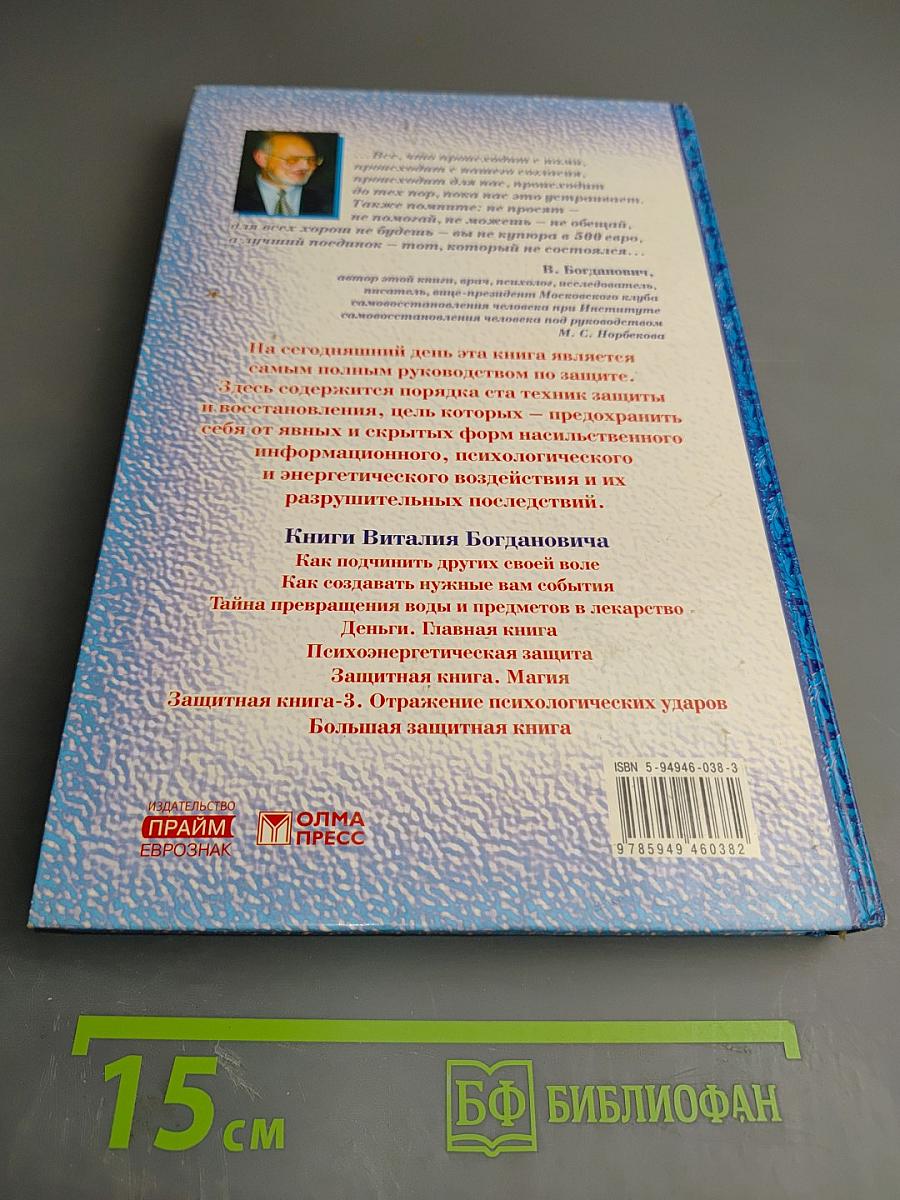 ...Все, что происходит с нами,
происходит с нашего согласия,
происходит для нас, происходит
до тех пор, пока нас это устраивает.
Также помните: не просят –
не помогай, не можешь – не обещай,
для всех хорош не будешь – вы не купюра в 500 евро,
а лучший поединок – тот, который не состоялся...
В. Богданович,
автор этой книги, врач, психолог, исследователь,
писатель, вице-президент Московского клуба
самовосстановления человека при Институте
самовосстановления человека под руководством
М. С. Норбекова
На сегодняшний день эта книга является
самым полным руководством по защите.
Здесь содержится порядка ста техник защиты
и восстановления, цель которых – предохранить
себя от явных и скрытых форм насильственного
информационного, психологического
и энергетического воздействия и их
разрушительных последствий.
Книги Виталия Богдановича
Как подчинить других своей воле
Как создавать нужные вам события
Тайна превращения воды и предметов в лекарство
Деньги. Главная книга
Психоэнергетическая защита
Защитная книга. Магия
Защитная книга-3. Отражение психологических ударов
Большая защитная книга
ISBN 5-94946-038-3
9 785949 460382
ИЗДАТЕЛЬСТВО
ПРАЙМ
ЕВРОЗНАК
ОЛМА
ПРЕСС
15 см
БФ БИБЛИОФАН